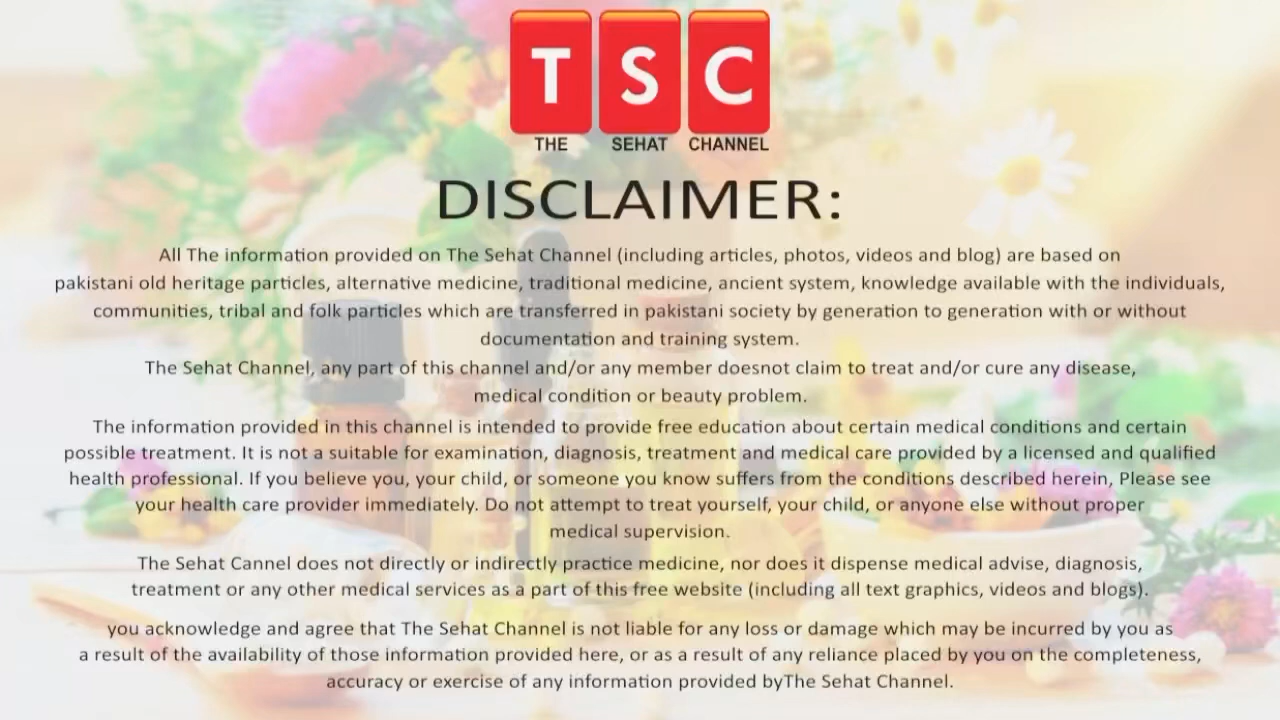 T S C
THE SEHAT CHANNEL
DISCLAIMER:
All The information provided on The Sehat Channel (including articles, photos, videos and blog) are based on
pakistani old heritage particles, alternative medicine, traditional medicine, ancient system, knowledge available with the individuals,
communities, tribal and folk particles which are transferred in pakistani society by generation to generation with or without
documentation and training system.
The Sehat Channel, any part of this channel and/or any member doesnot claim to treat and/or cure any disease,
medical condition or beauty problem.
The information provided in this channel is intended to provide free education about certain medical conditions and certain
possible treatment. It is not a suitable for examination, diagnosis, treatment and medical care provided by a licensed and qualified
health professional. If you believe you, your child, or someone you know suffers from the conditions described herein, Please see
your health care provider immediately. Do not attempt to treat yourself, your child, or anyone else without proper
medical supervision.
The Sehat Cannel does not directly or indirectly practice medicine, nor does it dispense medical advise, diagnosis,
treatment or any other medical services as a part of this free website (including all text graphics, videos and blogs).
you acknowledge and agree that The Sehat Channel is not liable for any loss or damage which may be incurred by you as
a result of the availability of those information provided here, or as a result of any reliance placed by you on the completeness,
accuracy or exercise of any information provided byThe Sehat Channel.